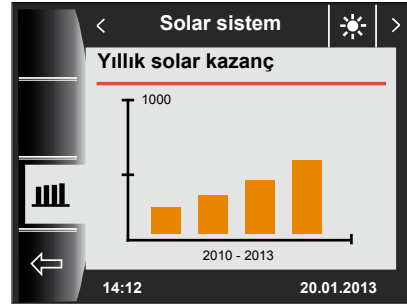 < Solar sistem >
Yıllık solar kazanç
1000
2010 - 2013
14:12 20.01.2013